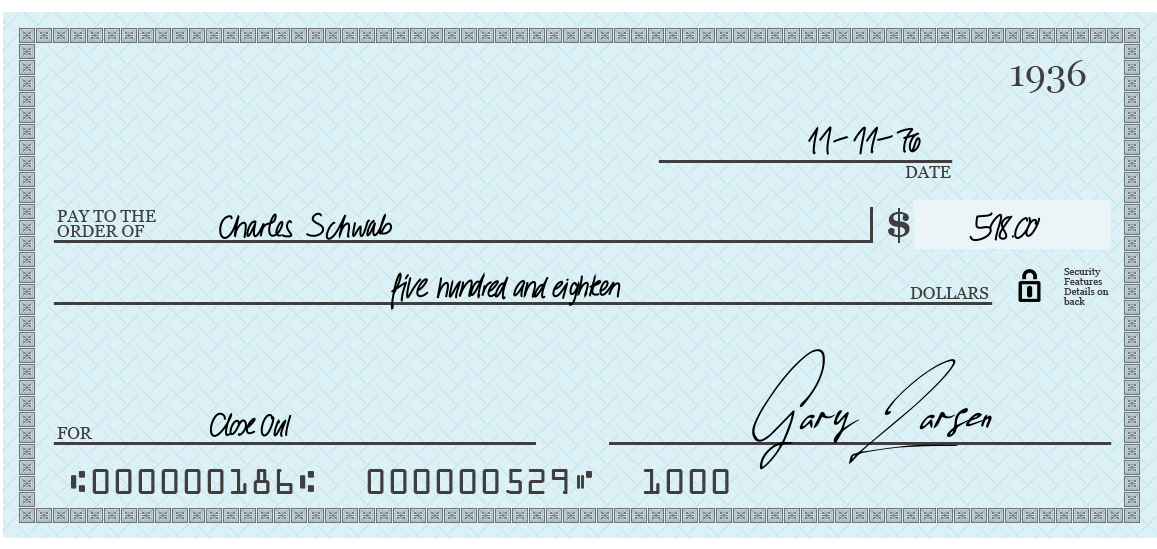 1936
11-11-76
DATE
PAY TO THE
ORDER OF Charles Schwab $ 518.00
five hundred and eighteen DOLLARS
Security
Features
Details on
back
FOR Close Out Gary Larsen
⑆000000186⑆ 000000529⑈ 1000